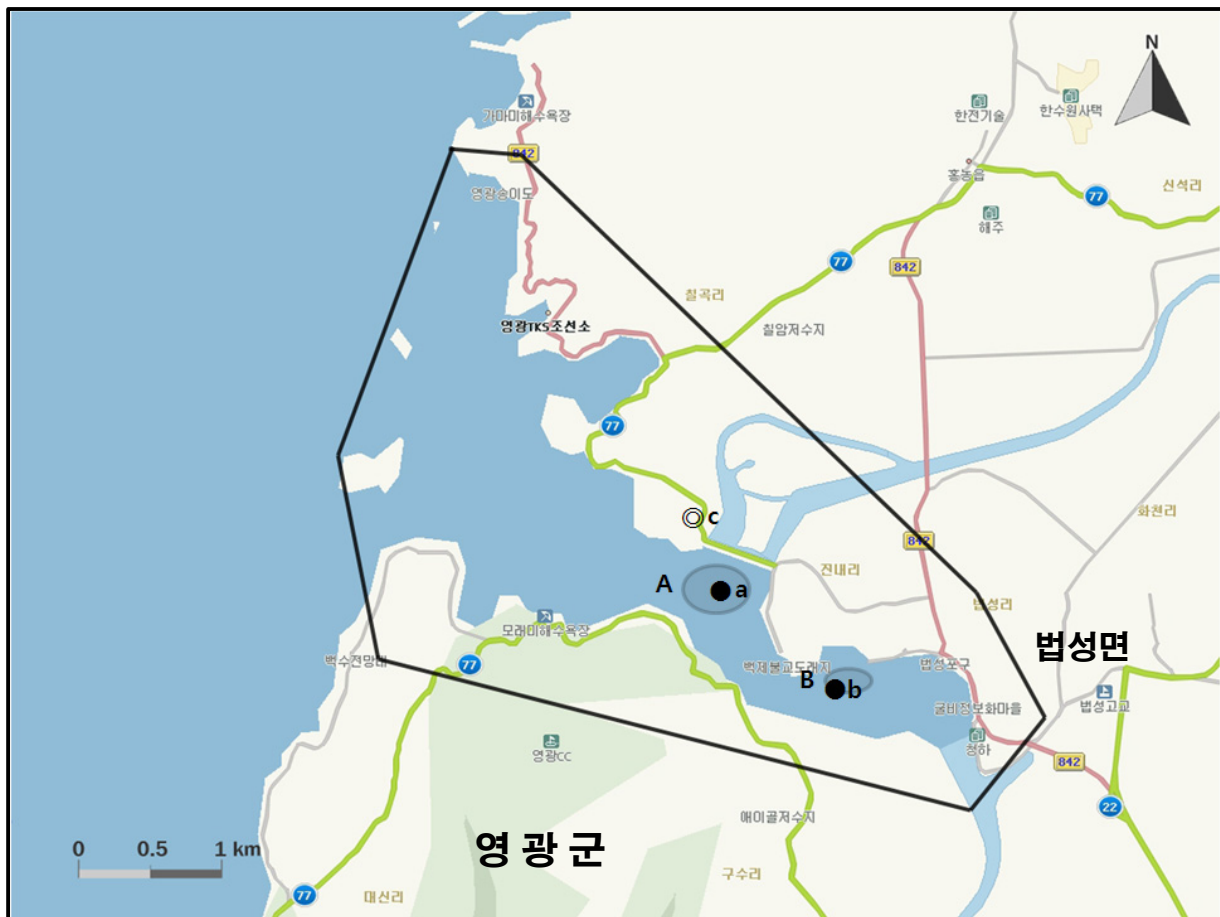 N
가마미해수욕장
한전기술
한수원사택
842
홍농읍
영광송이도
77
신석리
해주
77
842
칠곡리
영광TKS조선소
칠암저수지
77
c
화천리
842
진내리
A
a
법성리
모래미해수욕장
법성면
백수전망대
77
백제불교도래지
법성포구
B
b
굴비정보화마을
법성고교
청하
영광CC
842
22
애이골저수지
영광군
0
0.5
1 km
구수리
77
대신리